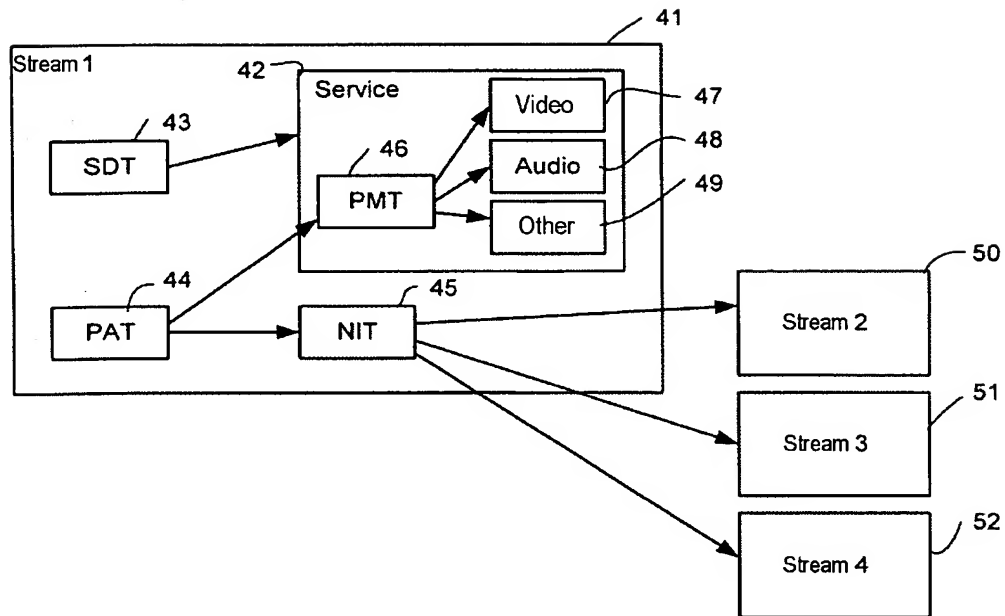 41
Stream 1
42
Service
Video
47
43
SDT
46
PMT
Audio
48
Other
49
44
PAT
45
NIT
50
Stream 2
51
Stream 3
52
Stream 4